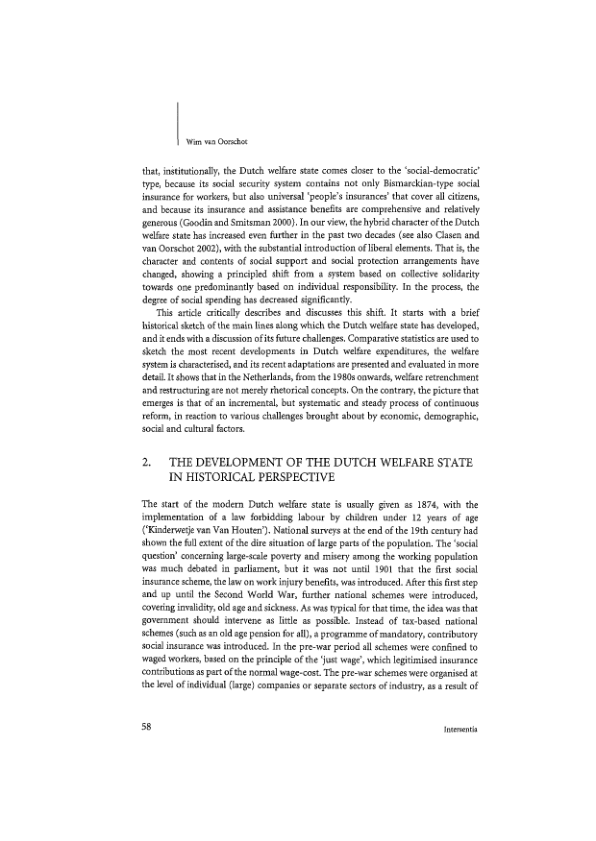 Wim van Oorschot
that, institutionally, the Dutch welfare state comes closer to the 'social-democratic'
type, because its social security system contains not only Bismarckian-type social
insurance for workers, but also universal 'people's insurances' that cover all citizens,
and because its insurance and assistance benefits are comprehensive and relatively
generous (Goodin and Smitsman 2000). In our view, the hybrid character of the Dutch
welfare state has increased even further in the past two decades (see also Clasen and
van Oorschot 2002), with the substantial introduction of liberal elements. That is, the
character and contents of social support and social protection arrangements have
changed, showing a principled shift from a system based on collective solidarity
towards one predominantly based on individual responsibility. In the process, the
degree of social spending has decreased significantly.
This article critically describes and discusses this shift. It starts with a brief
historical sketch of the main lines along which the Dutch welfare state has developed,
and it ends with a discussion of its future challenges. Comparative statistics are used to
sketch the most recent developments in Dutch welfare expenditures, the welfare
system is characterised, and its recent adaptations are presented and evaluated in more
detail. It shows that in the Netherlands, from the 1980s onwards, welfare retrenchment
and restructuring are not merely rhetorical concepts. On the contrary, the picture that
emerges is that of an incremental, but systematic and steady process of continuous
reform, in reaction to various challenges brought about by economic, demographic,
social and cultural factors.
2. THE DEVELOPMENT OF THE DUTCH WELFARE STATE
IN HISTORICAL PERSPECTIVE
The start of the modern Dutch welfare state is usually given as 1874, with the
implementation of a law forbidding labour by children under 12 years of age
('Kinderwetje van Van Houten'). National surveys at the end of the 19th century had
shown the full extent of the dire situation of large parts of the population. The 'social
question' concerning large-scale poverty and misery among the working population
was much debated in parliament, but it was not until 1901 that the first social
insurance scheme, the law on work injury benefits, was introduced. After this first step
and up until the Second World War, further national schemes were introduced,
covering invalidity, old age and sickness. As was typical for that time, the idea was that
government should intervene as little as possible. Instead of tax-based national
schemes (such as an old age pension for all), a programme of mandatory, contributory
social insurance was introduced. In the pre-war period all schemes were confined to
waged workers, based on the principle of the 'just wage', which legitimised insurance
contributions as part of the normal wage-cost. The pre-war schemes were organised at
the level of individual (large) companies or separate sectors of industry, as a result of
58
Intersentia